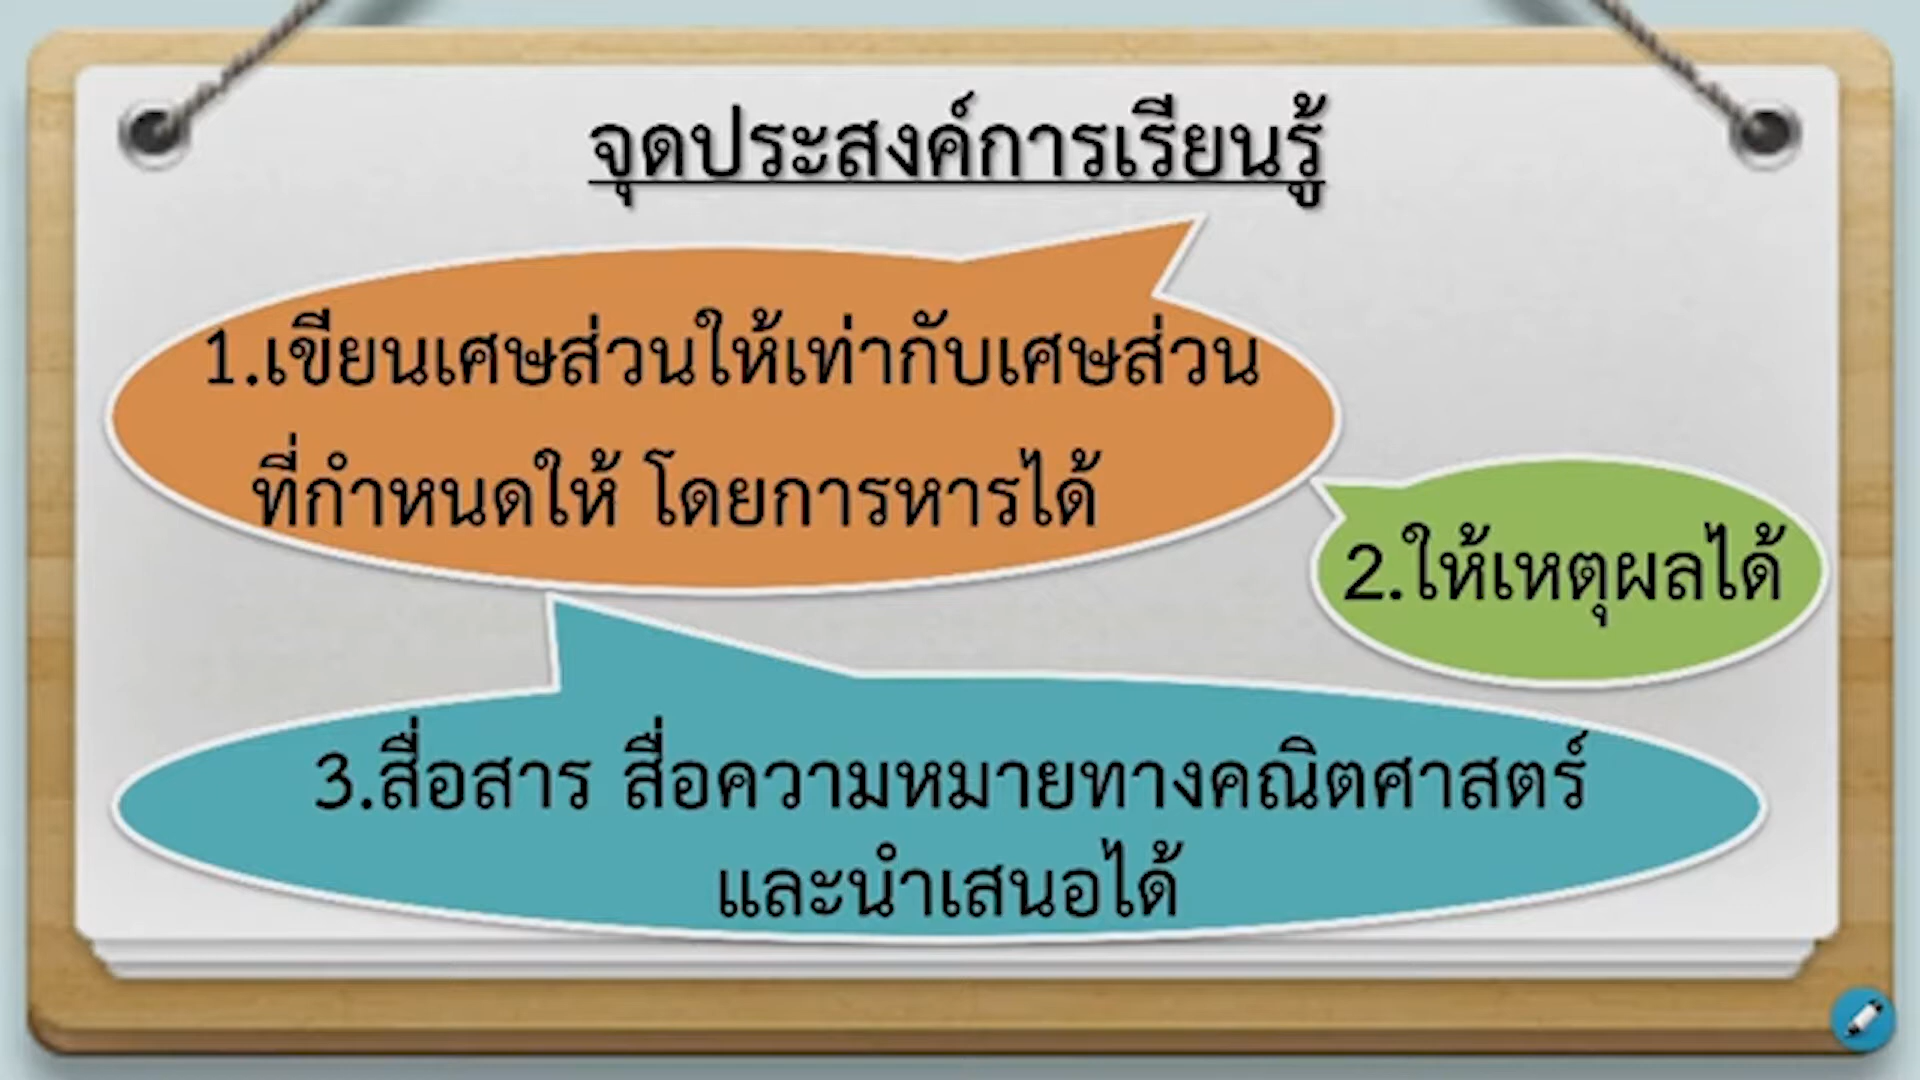 จุดประสงค์การเรียนรู้
1.เขียนเศษส่วนให้เท่ากับเศษส่วน
ที่กำหนดให้ โดยการหารได้
2.ให้เหตุผลได้
3.สื่อสาร สื่อความหมายทางคณิตศาสตร์
และนำเสนอได้